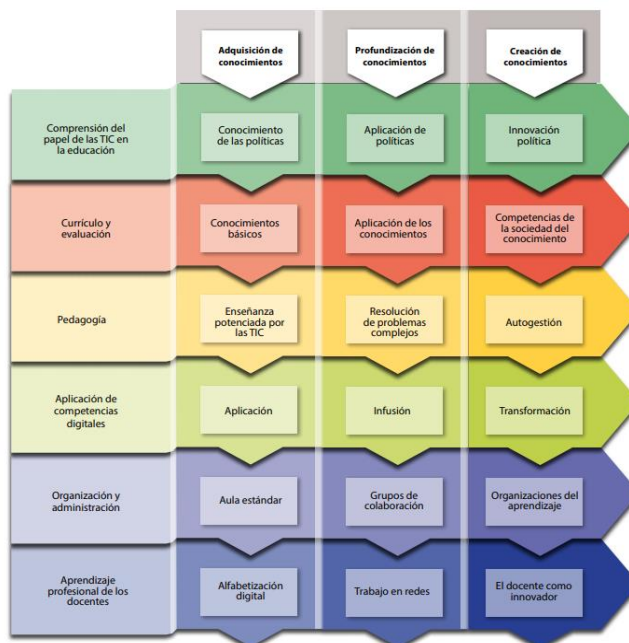 Adquisición de
conocimientos
Profundización de
conocimientos
Creación de
conocimientos
Comprensión del
papel de las TIC en
la educación
Conocimiento
de las políticas
Aplicación de
políticas
Innovación
política
Currículo y
evaluación
Conocimientos
básicos
Aplicación de los
conocimientos
Competencias de
la sociedad del
conocimiento
Pedagogía
Enseñanza
potenciada por
las TIC
Resolución
de problemas
complejos
Autogestión
Aplicación de
competencias
digitales
Aplicación
Infusión
Transformación
Organización y
administración
Aula estándar
Grupos de
colaboración
Organizaciones del
aprendizaje
Aprendizaje
profesional de los
docentes
Alfabetización
digital
Trabajo en redes
El docente como
innovador